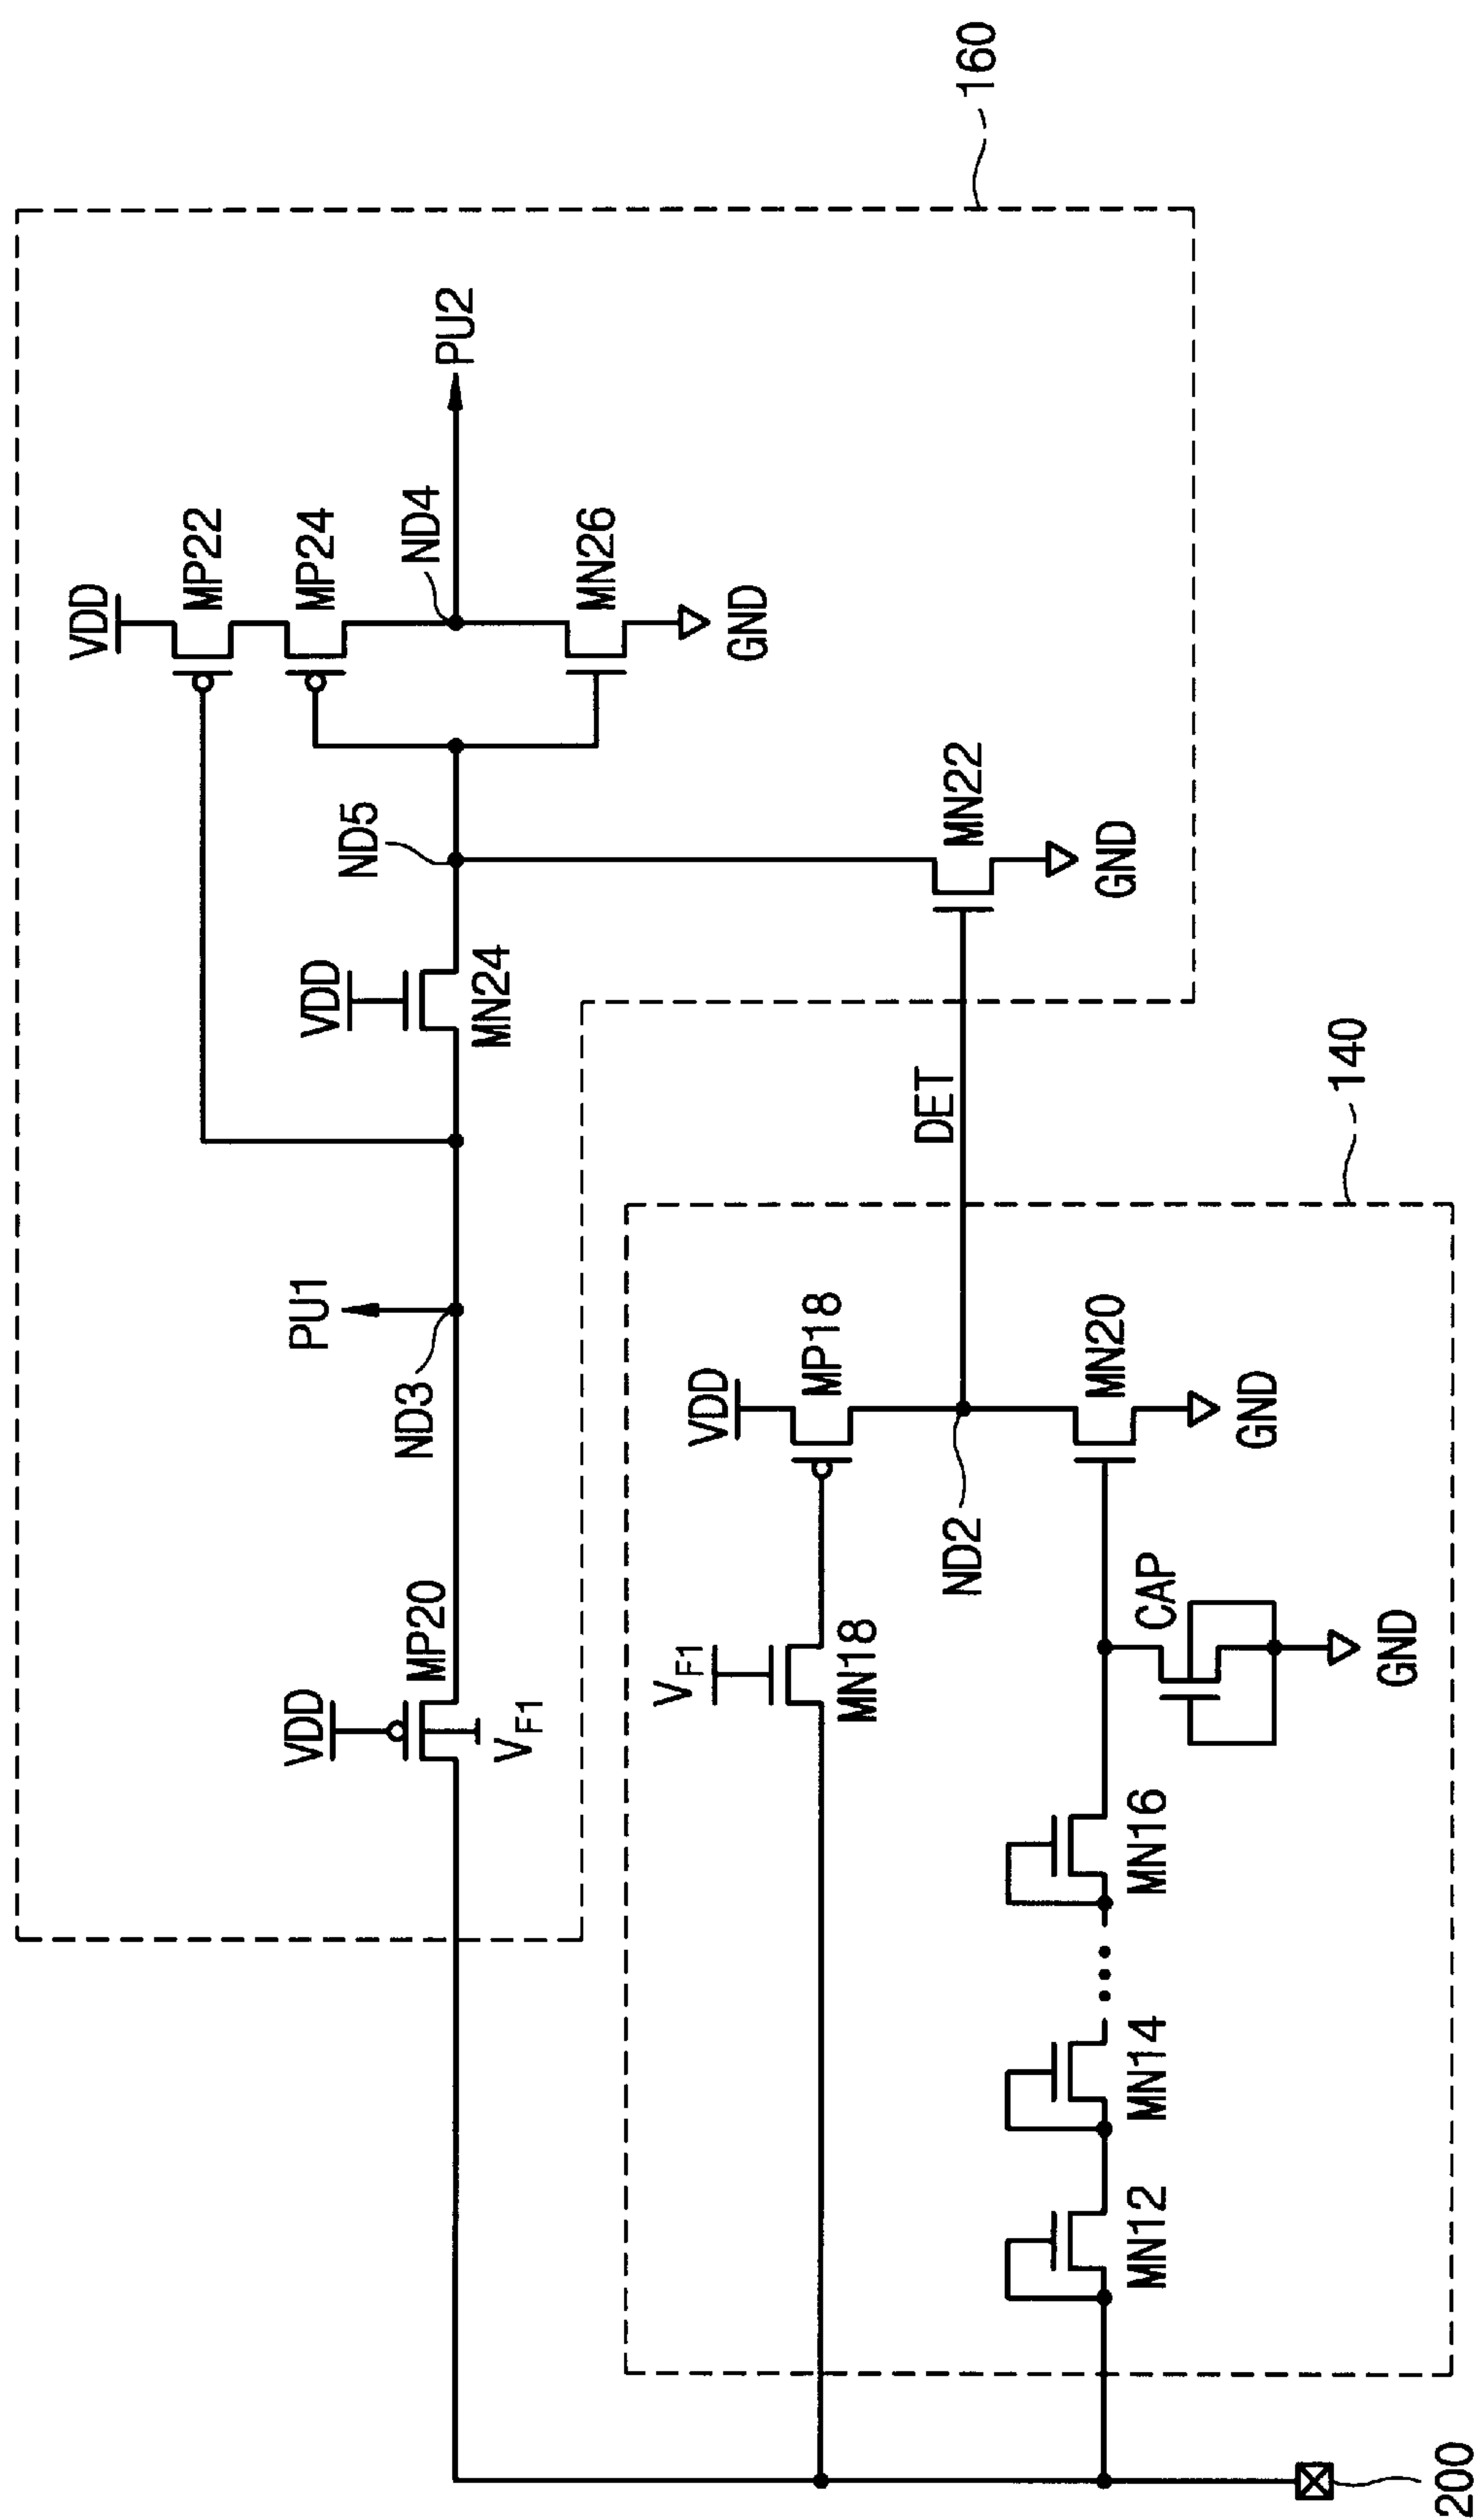 160
VDD
MP22
MP24
ND4
PU2
MN26
GND
ND5
VDD
MN24
MN22
GND
PU1
ND3
DET
140
VDD
MP20
VF1
VDD
MP18
ND2
MN20
GND
VF1
MN18
CAP
GND
MN16
MN14
MN12
200